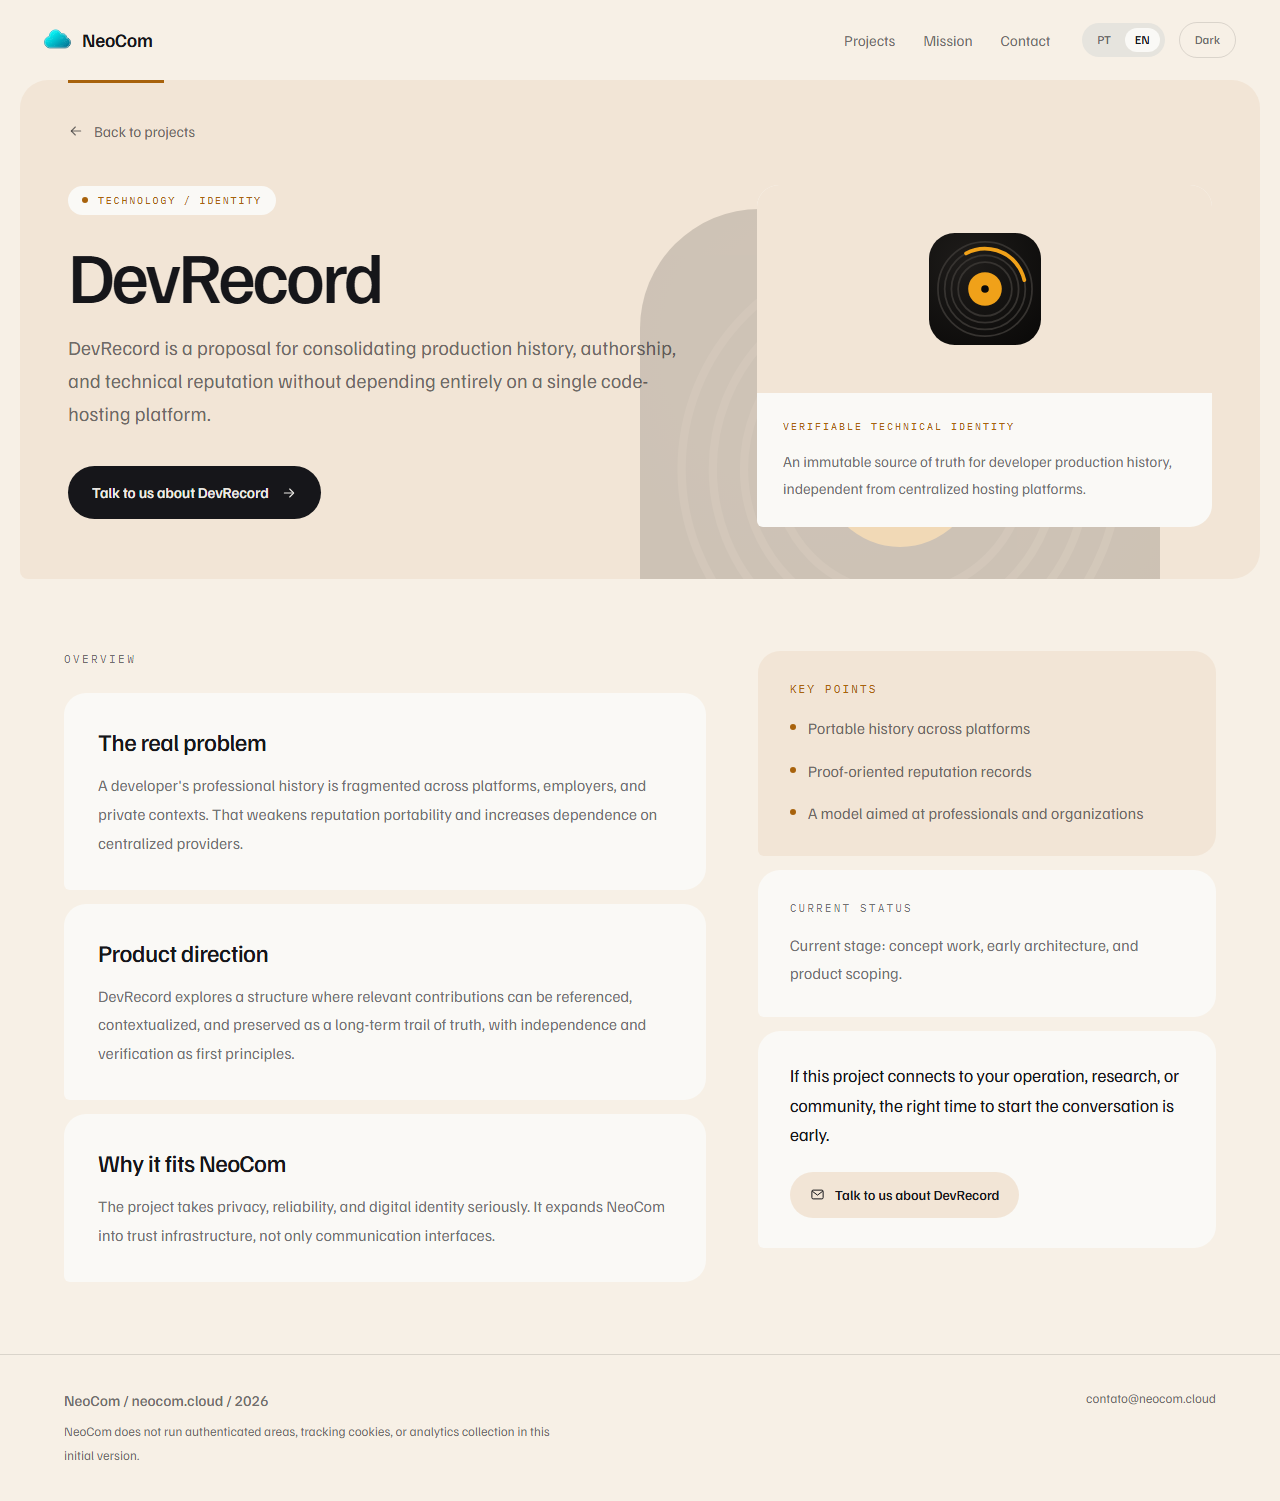 NeoCom
Projects
Mission
Contact
PT
EN
Dark
Back to projects
TECHNOLOGY / IDENTITY
DevRecord
DevRecord is a proposal for consolidating production history, authorship,
and technical reputation without depending entirely on a single code-
hosting platform.
Talk to us about DevRecord
VERIFIABLE TECHNICAL IDENTITY
An immutable source of truth for developer production history,
independent from centralized hosting platforms.
OVERVIEW
The real problem
A developer's professional history is fragmented across platforms, employers, and
private contexts. That weakens reputation portability and increases dependence on
centralized providers.
Product direction
DevRecord explores a structure where relevant contributions can be referenced,
contextualized, and preserved as a long-term trail of truth, with independence and
verification as first principles.
Why it fits NeoCom
The project takes privacy, reliability, and digital identity seriously. It expands NeoCom
into trust infrastructure, not only communication interfaces.
KEY POINTS
Portable history across platforms
Proof-oriented reputation records
A model aimed at professionals and organizations
CURRENT STATUS
Current stage: concept work, early architecture, and
product scoping.
If this project connects to your operation, research, or
community, the right time to start the conversation is
early.
Talk to us about DevRecord
NeoCom / neocom.cloud / 2026
NeoCom does not run authenticated areas, tracking cookies, or analytics collection in this
initial version.
contato@neocom.cloud